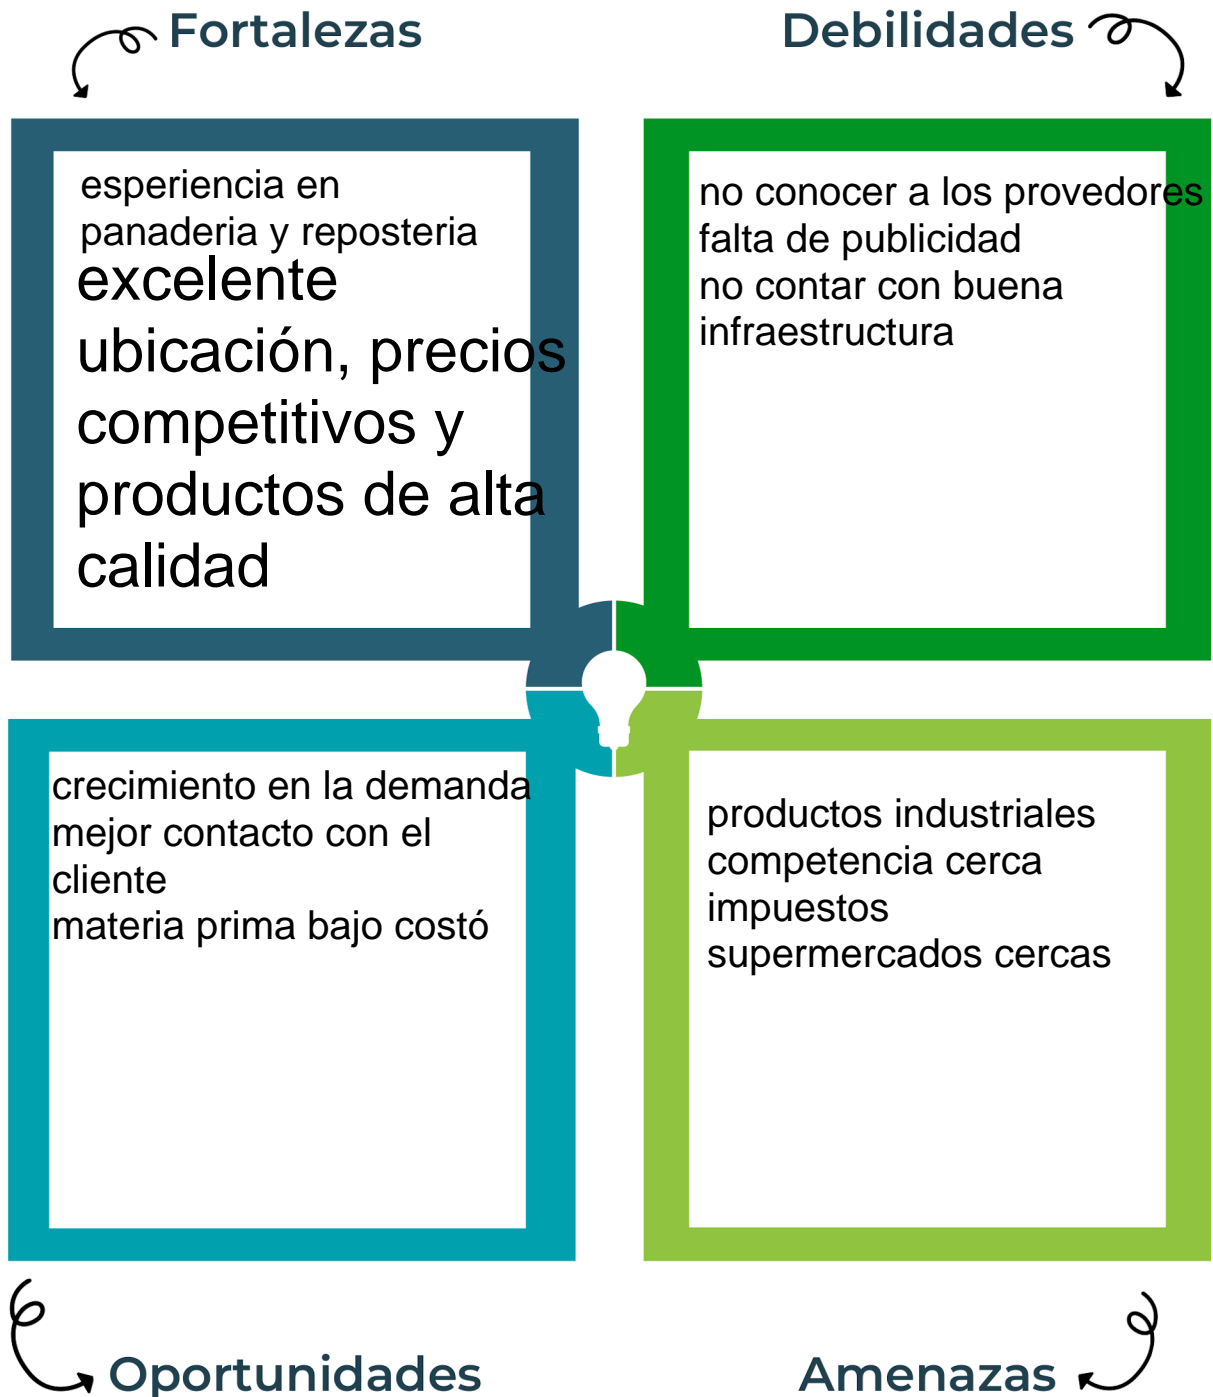 Fortalezas
esperiencia en
panaderia y reposteria
excelente
ubicación, precios
competitivos y
productos de alta
calidad
Debilidades
no conocer a los provedores
falta de publicidad
no contar con buena
infraestructura
crecimiento en la demanda
mejor contacto con el
cliente
materia prima bajo costó
Oportunidades
productos industriales
competencia cerca
impuestos
supermercados cercas
Amenazas